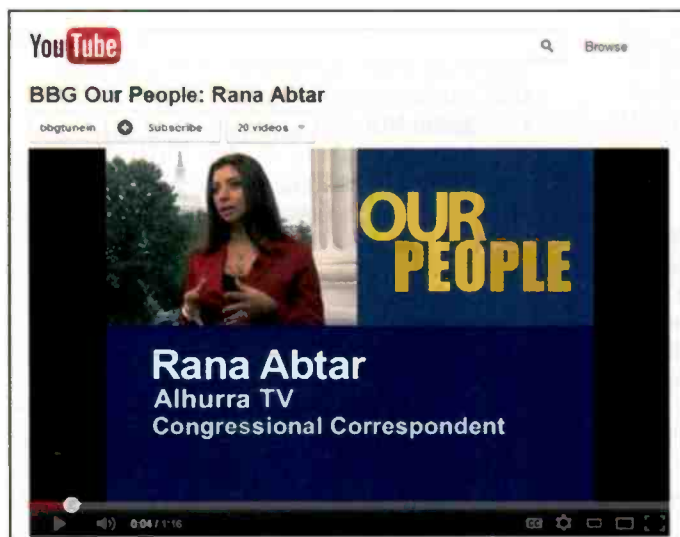 YouTube
Browse
BBG Our People: Rana Abtar
bbgtunein Subscribe 20 videos
OUR
PEOPLE
Rana Abtar
Alhurra TV
Congressional Correspondent
0:04 / 1:16
CC